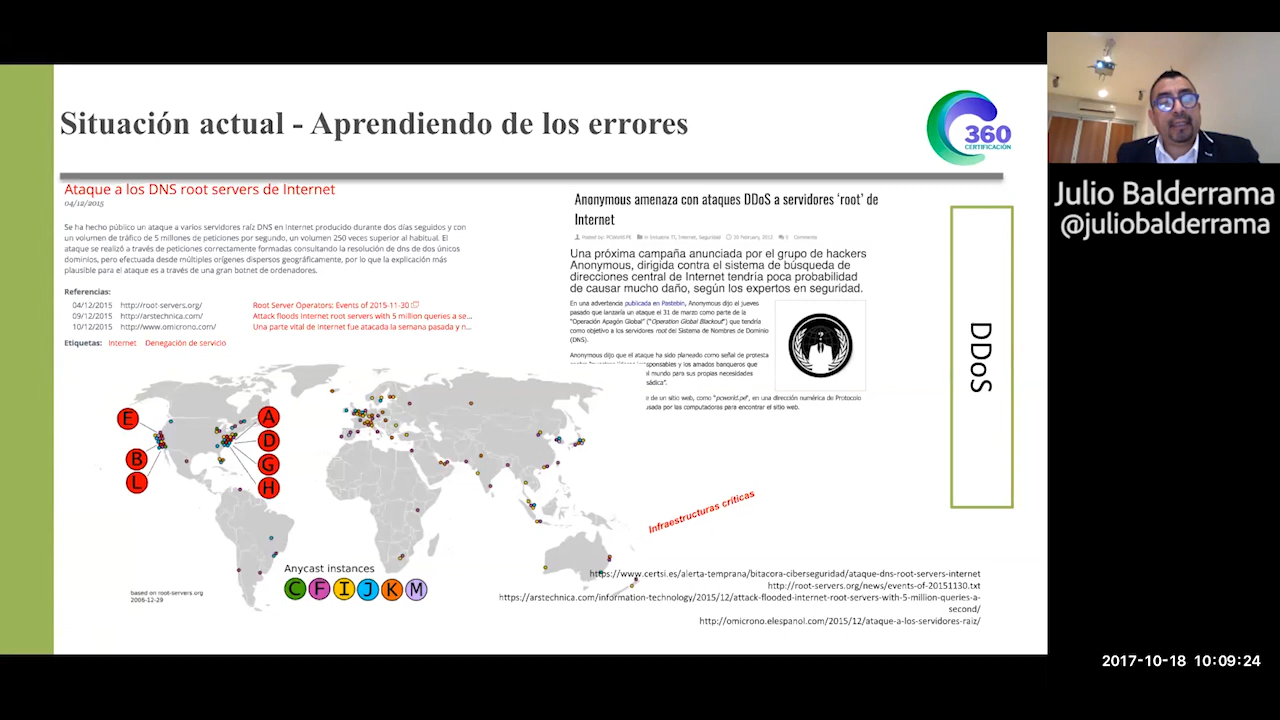 Situación actual - Aprendiendo de los errores
360
CERTIFICACIÓN
Ataque a los DNS root servers de Internet
04/12/2015
Se ha hecho público un ataque a varios servidores raíz DNS en Internet producido durante dos días seguidos y con
un volumen de tráfico de 5 millones de peticiones por segundo, un volumen 250 veces superior al habitual. El
ataque se realizó a través de peticiones correctamente formadas consultando la resolución de dns de dos únicos
dominios, pero efectuada desde múltiples orígenes dispersos geográficamente, por lo que la explicación más
plausible para el ataque es a través de una gran botnet de ordenadores.
Referencias:
04/12/2015 http://root-servers.org/ Root Server Operators: Events of 2015-11-30
09/12/2015 http://arstechnica.com/ Attack floods Internet root servers with 5 million queries a se...
10/12/2015 http://www.omicrono.com/ Una parte vital de Internet fue atacada la semana pasada y n...
Etiquetas: Internet Denegación de servicio
Anonymous amenaza con ataques DDoS a servidores ‘root’ de
Internet
Posted by: PCWorld PE in Industria TI, Internet, Seguridad 20 February, 2012 0 Comments
Una próxima campaña anunciada por el grupo de hackers
Anonymous, dirigida contra el sistema de búsqueda de
direcciones central de Internet tendría poca probabilidad
de causar mucho daño, según los expertos en seguridad.
En una advertencia publicada en Pastebin, Anonymous dijo el jueves
pasado que lanzaría un ataque el 31 de marzo como parte de la
“Operación Apagón Global” (“Operation Global Blackout”) que tendría
como objetivo a los servidores root del Sistema de Nombres de Dominio
(DNS).
Anonymous dijo que el ataque ha sido planeado como señal de protesta
sponsables y los amados banqueros que
l mundo para sus propias necesidades
sádica”.
e de un sitio web, como “pcworld.pe”, en una dirección numérica de Protocolo
usada por las computadoras para encontrar el sitio web.
DDoS
E
B
L
A
D
G
H
Anycast instances
C F I J K M
based on root-servers.org
2006-12-29
Infraestructuras críticas
https://www.certsi.es/alerta-temprana/bitacora-ciberseguridad/ataque-dns-root-servers-internet
http://root-servers.org/news/events-of-20151130.txt
https://arstechnica.com/information-technology/2015/12/attack-flooded-internet-root-servers-with-5-million-queries-a-
second/
http://omicrono.elespanol.com/2015/12/ataque-a-los-servidores-raiz/
Julio Balderrama
@juliobalderrama
2017-10-18 10:09:24